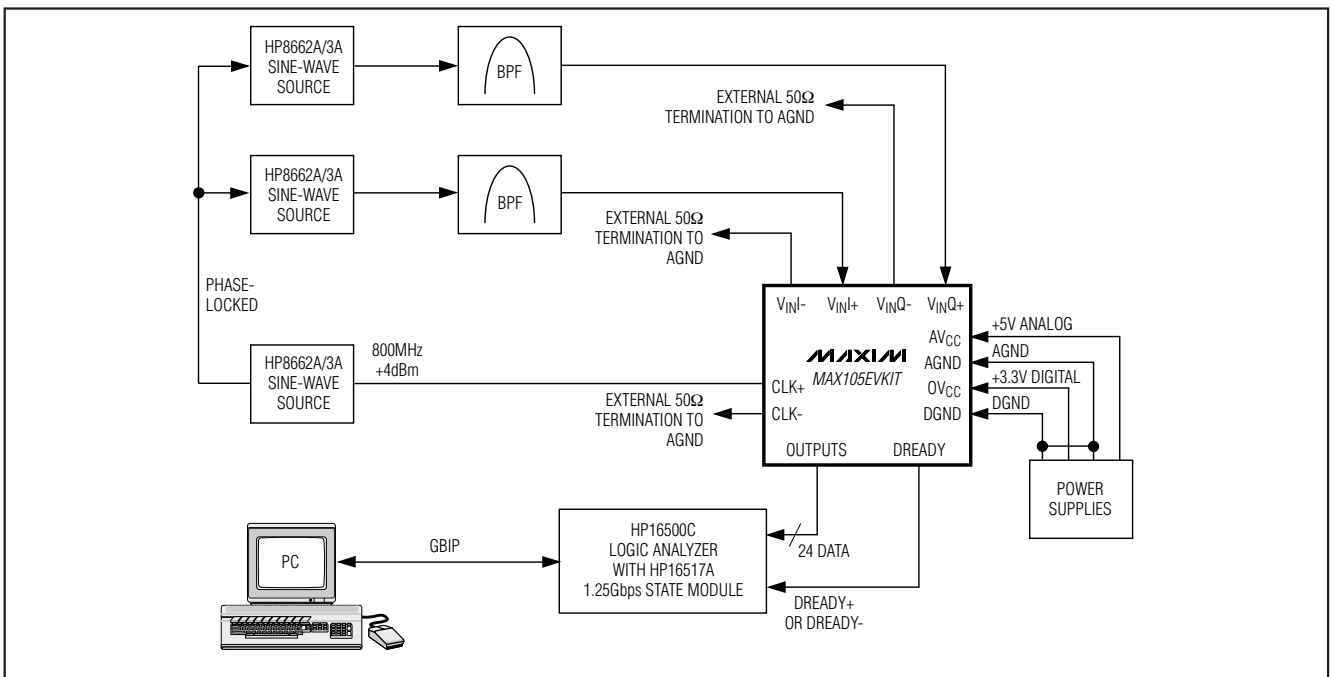 HP8662A/3A
SINE-WAVE
SOURCE
BPF
EXTERNAL 50Ω
TERMINATION TO AGND
HP8662A/3A
SINE-WAVE
SOURCE
BPF
EXTERNAL 50Ω
TERMINATION TO
AGND
PHASE-
LOCKED
VINI-
VINI+
VINQ-
VINQ+
AVCC
+5V ANALOG
AGND
AGND
OVCC
+3.3V DIGITAL
DGND
DGND
MAXIM
MAX105EVKIT
HP8662A/3A
SINE-WAVE
SOURCE
800MHz
+4dBm
CLK+
CLK-
EXTERNAL 50Ω
TERMINATION TO
AGND
OUTPUTS
DREADY
POWER
SUPPLIES
PC
GBIP
HP16500C
LOGIC ANALYZER
WITH HP16517A
1.25Gbps STATE MODULE
24 DATA
DREADY+
OR DREADY-